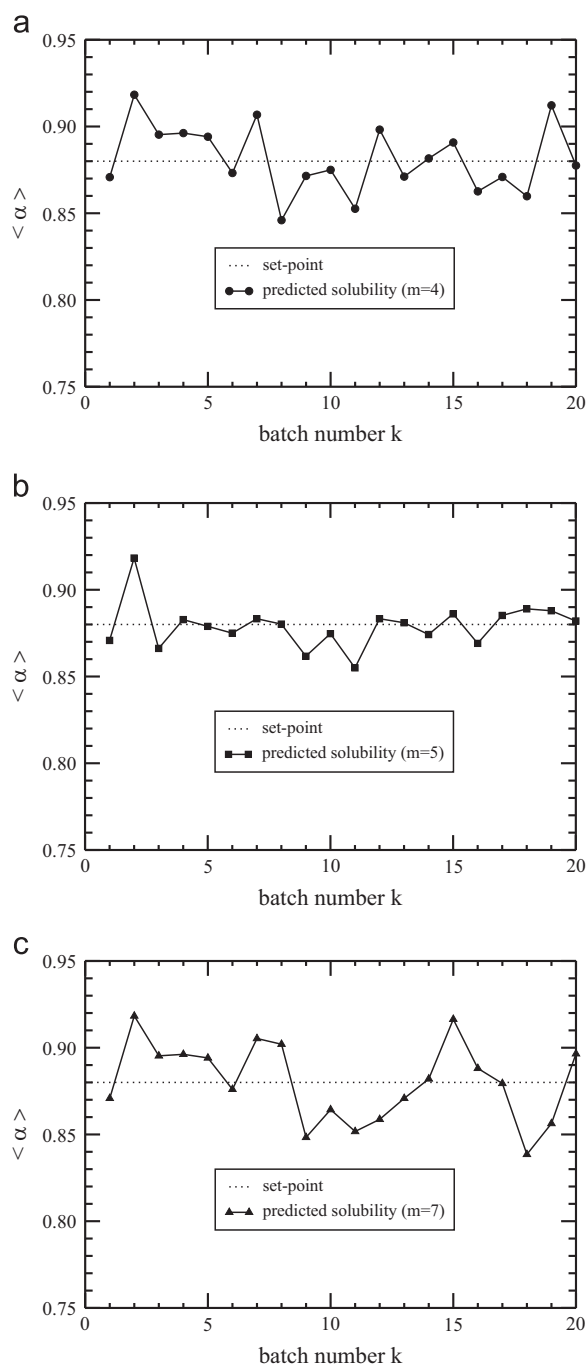 a
0.95
0.90
0.85
0.80
0.75
< α >
set-point
predicted solubility (m=4)
0 5 10 15 20
batch number k
b
0.95
0.90
0.85
0.80
0.75
< α >
set-point
predicted solubility (m=5)
0 5 10 15 20
batch number k
c
0.95
0.90
0.85
0.80
0.75
< α >
set-point
predicted solubility (m=7)
0 5 10 15 20
batch number k